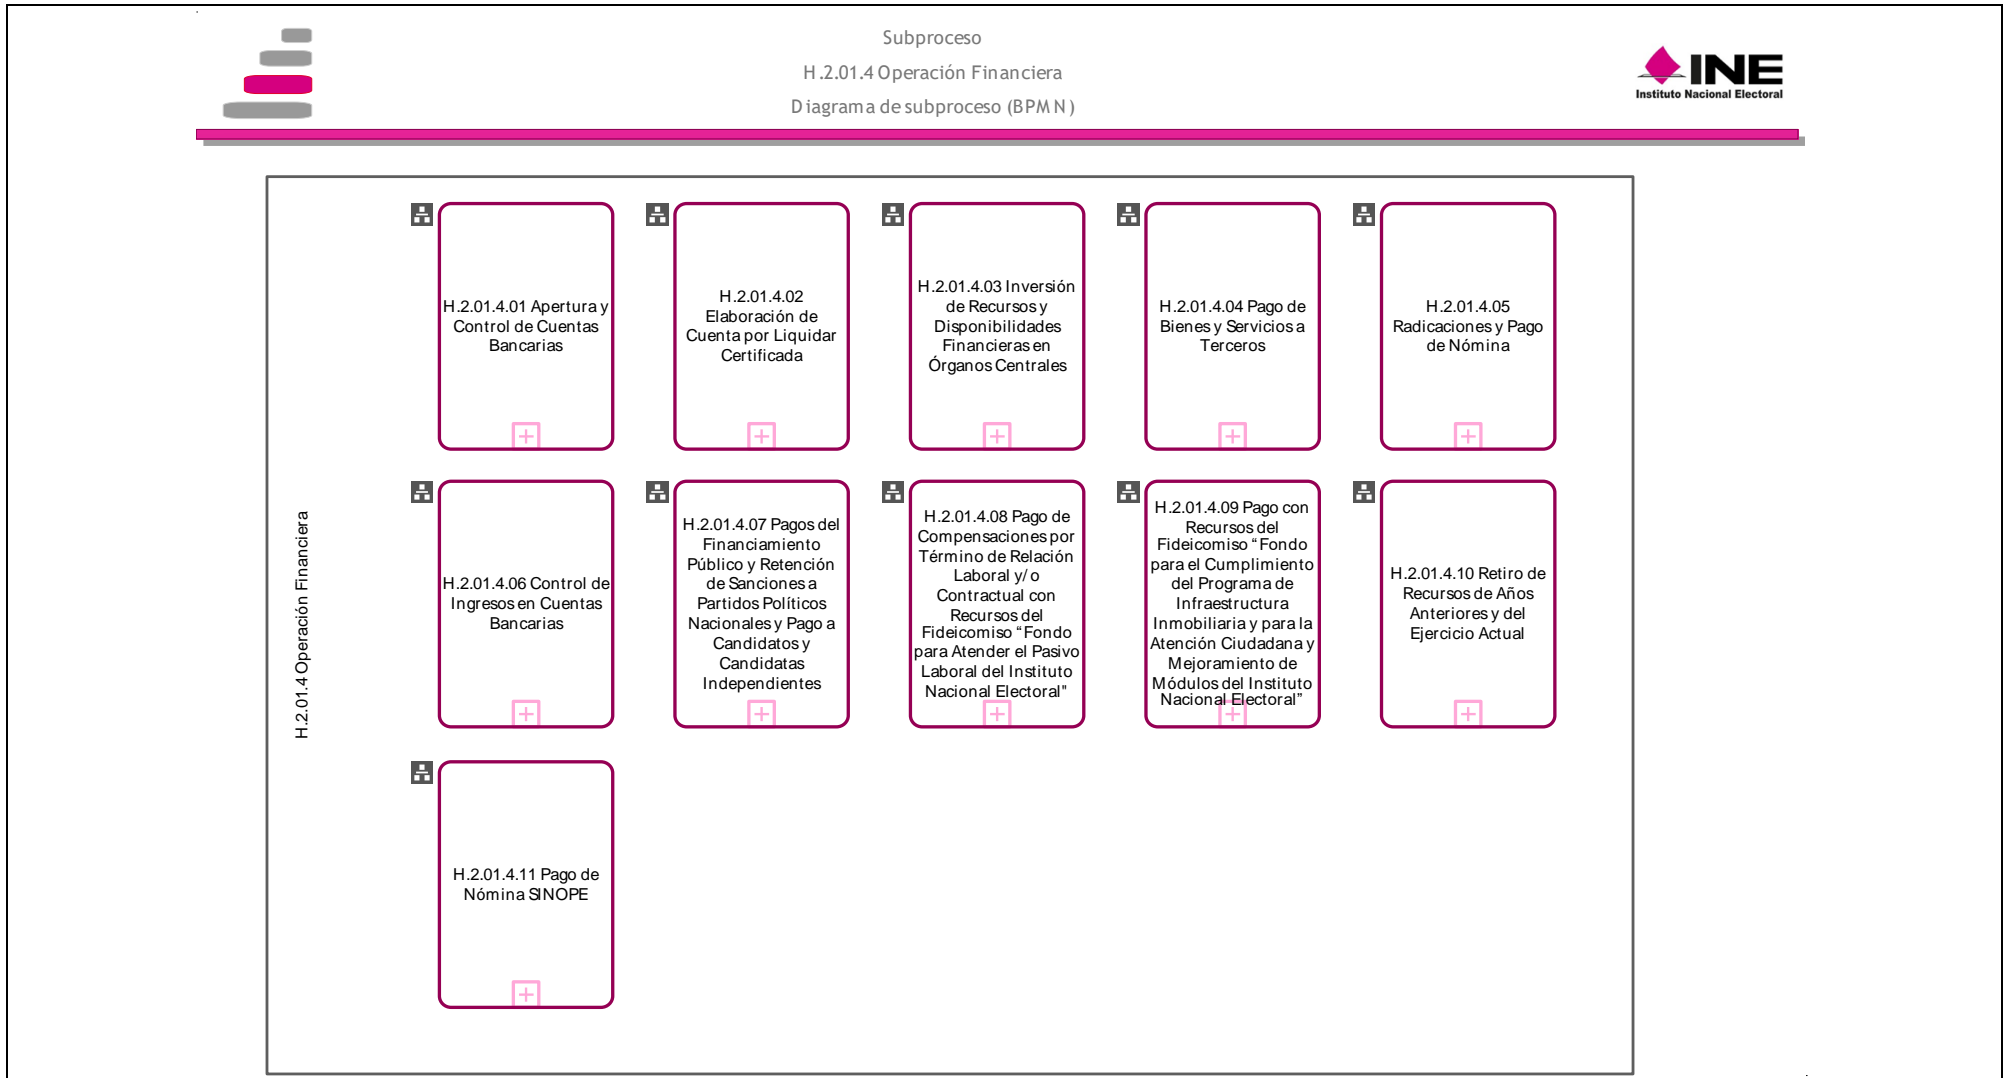 Subproceso
H.2.01.4 Operación Financiera
Diagrama de subproceso (BPMN)
INE
Instituto Nacional Electoral
H.2.01.4 Operación Financiera
H.2.01.4.01 Apertura y
Control de Cuentas
Bancarias
H.2.01.4.02
Elaboración de
Cuenta por Liquidar
Certificada
H.2.01.4.03 Inversión
de Recursos y
Disponibilidades
Financieras en
Órganos Centrales
H.2.01.4.04 Pago de
Bienes y Servicios a
Terceros
H.2.01.4.05
Radicaciones y Pago
de Nómina
H.2.01.4.06 Control de
Ingresos en Cuentas
Bancarias
H.2.01.4.07 Pagos del
Financiamiento
Público y Retención
de Sanciones a
Partidos Políticos
Nacionales y Pago a
Candidatos y
Candidatas
Independientes
H.2.01.4.08 Pago de
Compensaciones por
Término de Relación
Laboral y/o
Contractual con
Recursos del
Fideicomiso “Fondo
para Atender el Pasivo
Laboral del Instituto
Nacional Electoral"
H.2.01.4.09 Pago con
Recursos del
Fideicomiso “Fondo
para el Cumplimiento
del Programa de
Infraestructura
Inmobiliaria y para la
Atención Ciudadana y
Mejoramiento de
Módulos del Instituto
Nacional Electoral”
H.2.01.4.10 Retiro de
Recursos de Años
Anteriores y del
Ejercicio Actual
H.2.01.4.11 Pago de
Nómina SINOPE